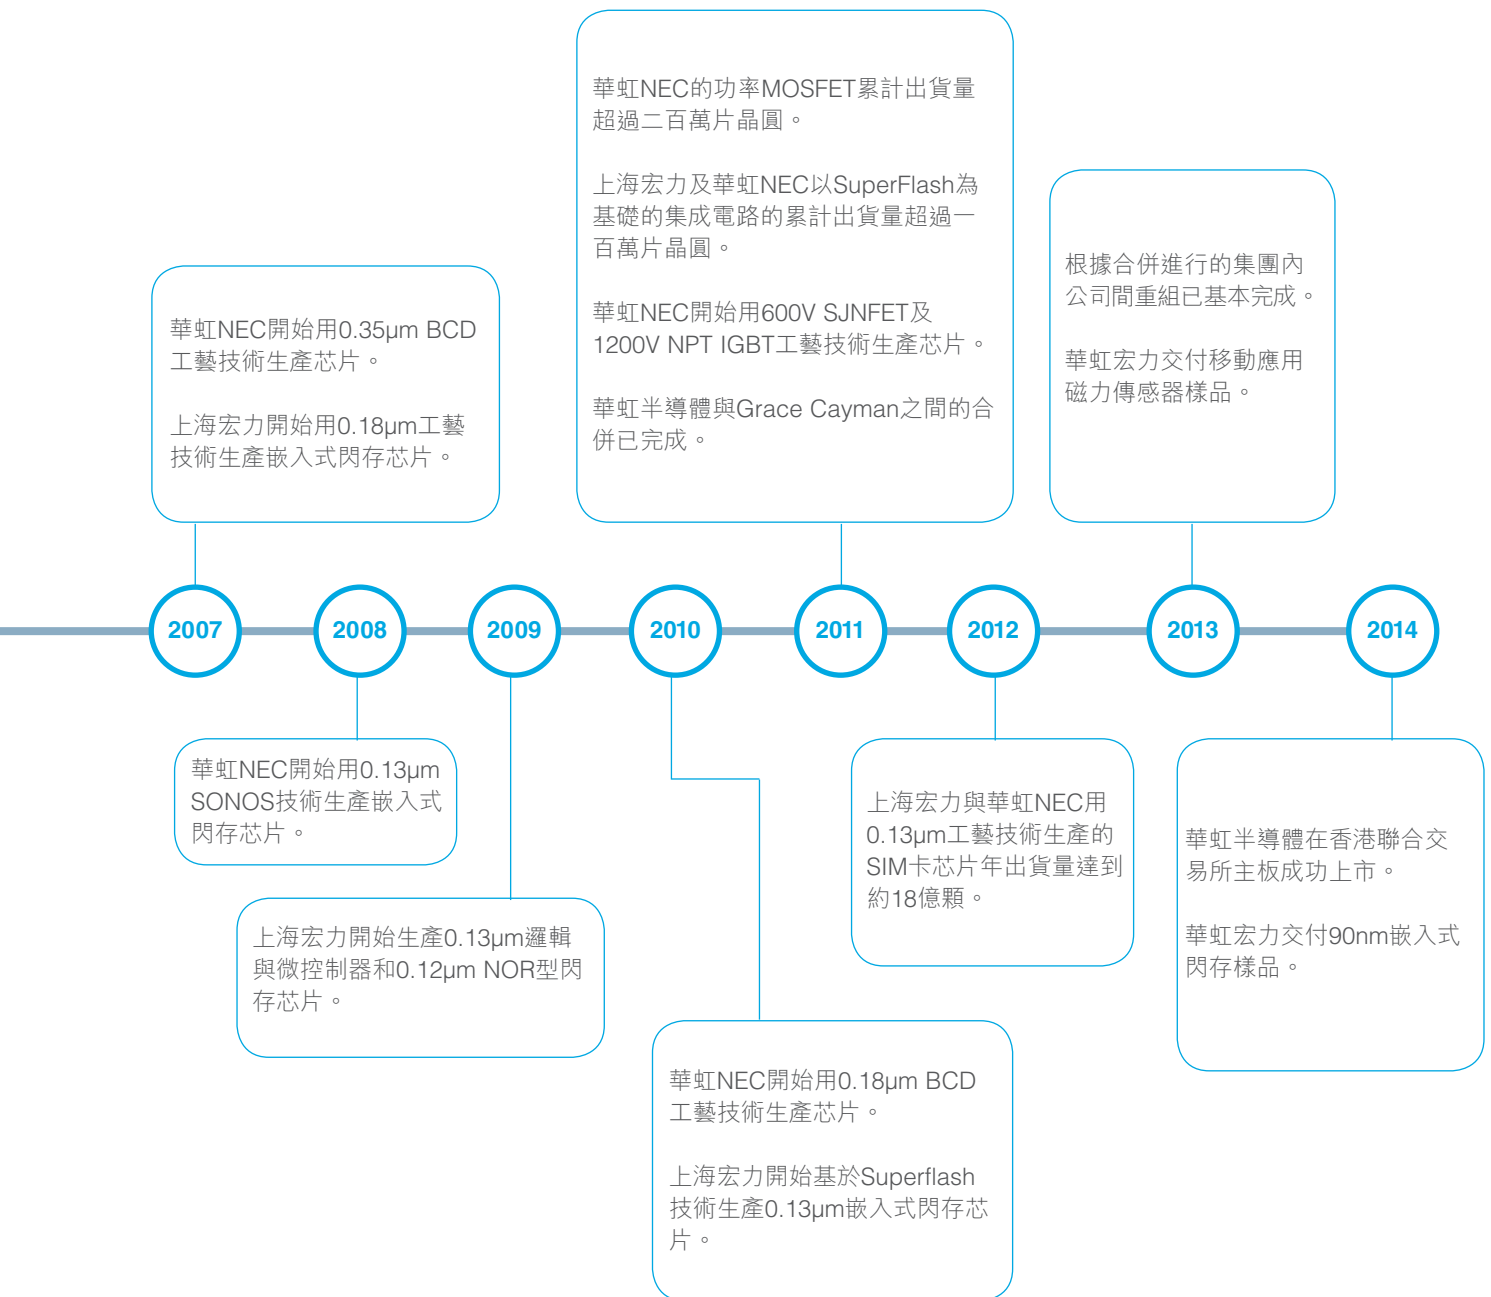 華虹NEC的功率MOSFET累計出貨量
超過二百萬片晶圓。
上海宏力及華虹NEC以SuperFlash為
基礎的集成電路的累計出貨量超過一
百萬片晶圓。
華虹NEC開始用600V SJNFET及
1200V NPT IGBT工藝技術生產芯片。
華虹半導體與Grace Cayman之間的合
併已完成。
根據合併進行的集團內
公司間重組已基本完成。
華虹宏力交付移動應用
磁力傳感器樣品。
華虹NEC開始用0.35µm BCD
工藝技術生產芯片。
上海宏力開始用0.18µm工藝
技術生產嵌入式閃存芯片。
2007
2008
2009
2010
2011
2012
2013
2014
華虹NEC開始用0.13µm
SONOS技術生產嵌入式
閃存芯片。
上海宏力開始生產0.13µm邏輯
與微控制器和0.12µm NOR型閃
存芯片。
華虹NEC開始用0.18µm BCD
工藝技術生產芯片。
上海宏力開始基於Superflash
技術生產0.13µm嵌入式閃存芯
片。
上海宏力與華虹NEC用
0.13µm工藝技術生產的
SIM卡芯片年出貨量達到
約18億顆。
華虹半導體在香港聯合交
易所主板成功上市。
華虹宏力交付90nm嵌入式
閃存樣品。